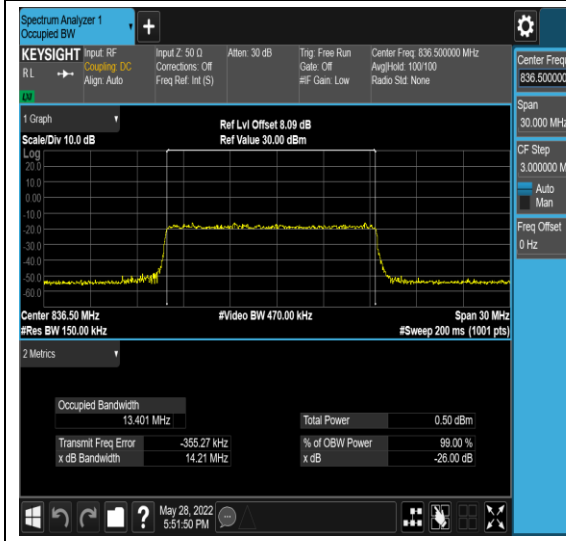 Spectrum Analyzer 1
Occupied BW
+
KEYSIGHT Input: RF Input Z: 50 Ω Atten: 30 dB Trig: Free Run Center Freq: 836.500000 MHz
RL Coupling: DC Corrections: Off Gate: Off Avg|Hold: 100/100
Align: Auto Freq Ref: Int (S) #IF Gain: Low Radio Std: None
Center Frequ
836.500000
Span
30.000 MHz
CF Step
3.000000 M
Auto
Man
Freq Offset
0 Hz
1 Graph
Ref Lvl Offset 8.09 dB
Scale/Div 10.0 dB Ref Value 30.00 dBm
Log
20.0
10.0
0.00
-10.0
-20.0
-30.0
-40.0
-50.0
-60.0
Center 836.50 MHz #Video BW 470.00 kHz Span 30 MHz
#Res BW 150.00 kHz #Sweep 200 ms (1001 pts)
2 Metrics
Occupied Bandwidth
13.401 MHz Total Power 0.50 dBm
Transmit Freq Error -355.27 kHz % of OBW Power 99.00 %
x dB Bandwidth 14.21 MHz x dB -26.00 dB
? May 28, 2022
5:51:50 PM